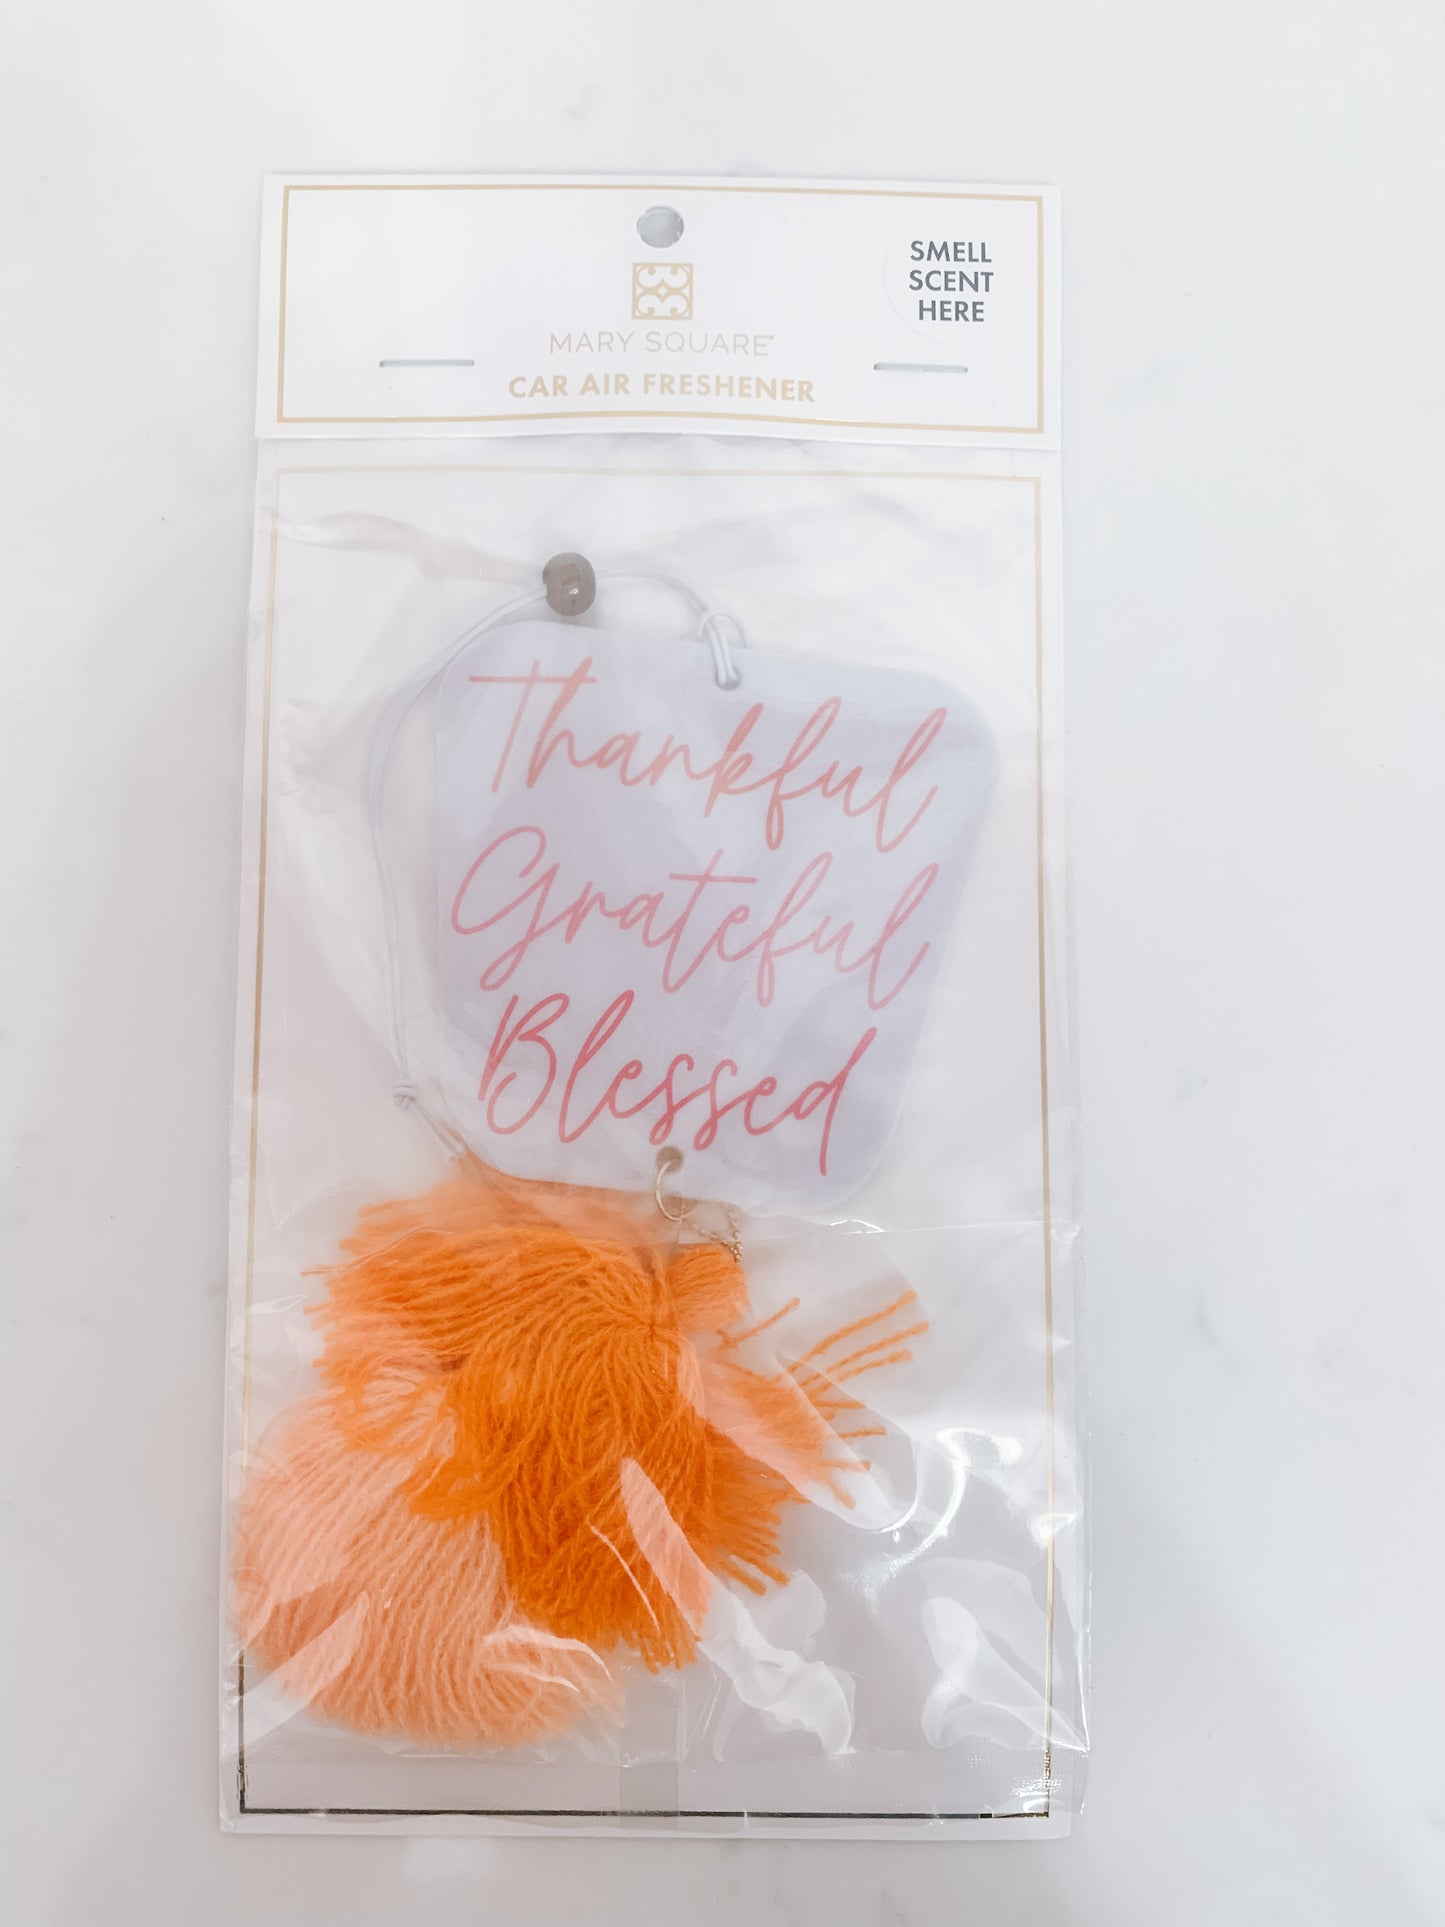 SMELL
SCENT
HERE
MARY SQUARE
CAR AIR FRESHENER
Thankful
Grateful
Blessed